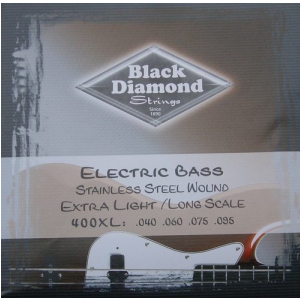 Black
Diamond
Strings
Since
1890
Electric Bass
Stainless Steel Wound
Extra Light/Long Scale
400XL: .040 .060 .075 .095